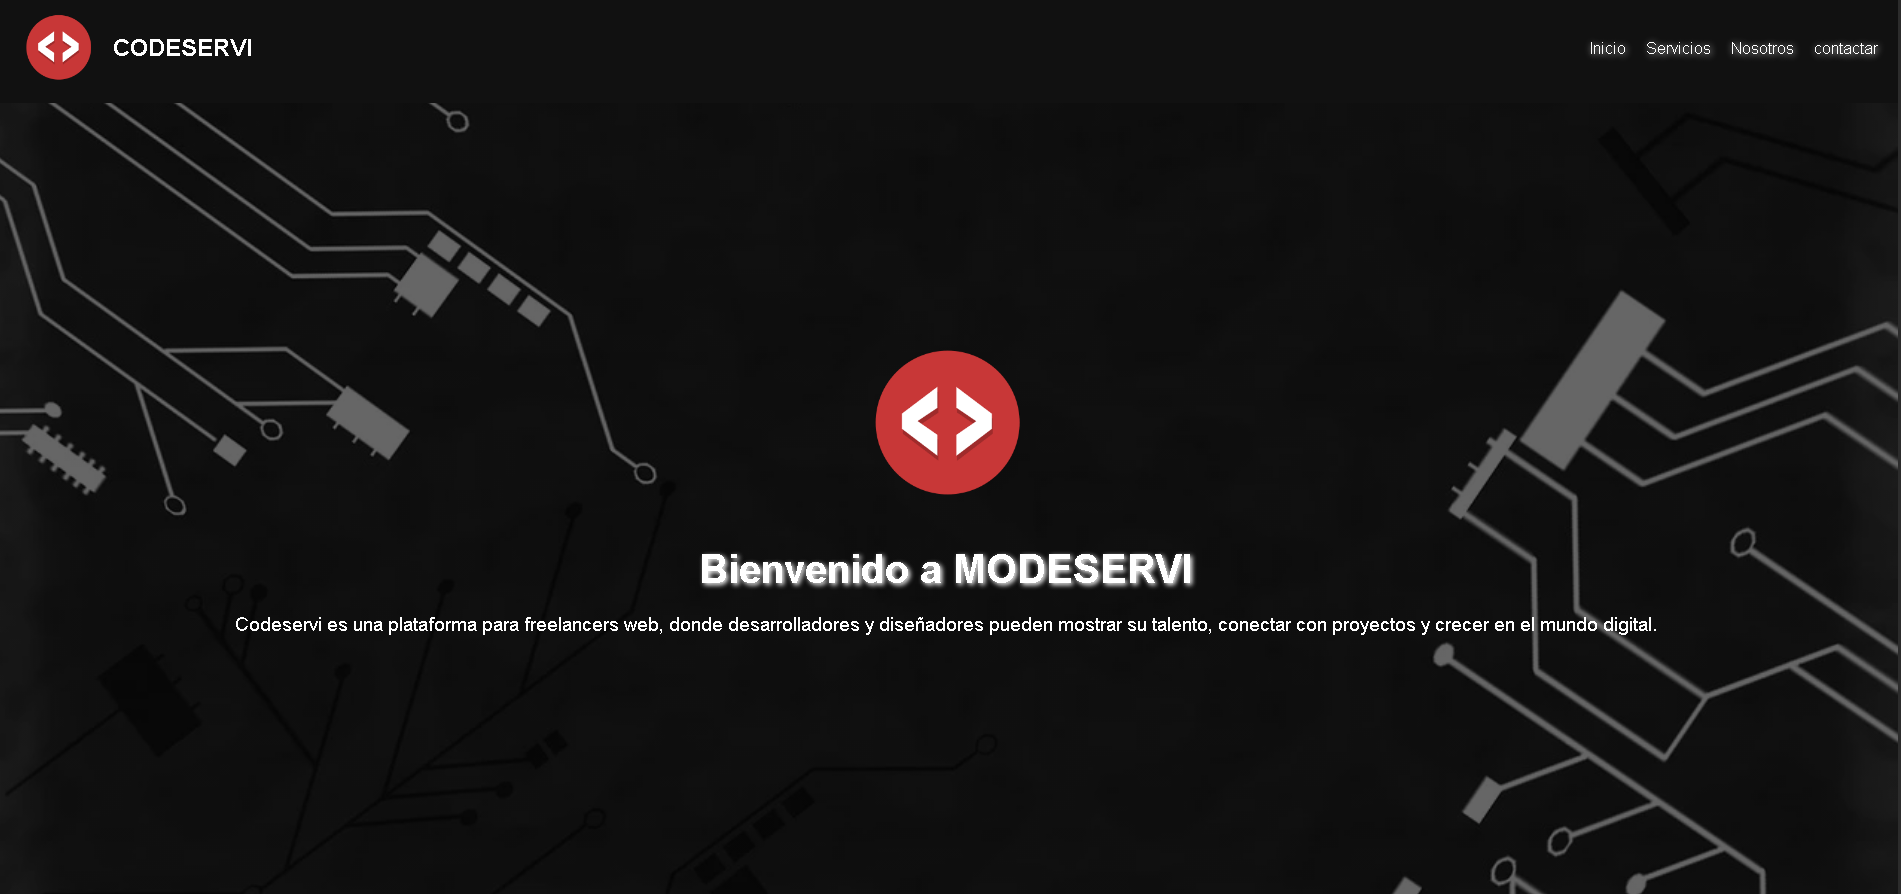 CODESERVI
Inicio Servicios Nosotros contactar
Bienvenido a MODESERVI
Codeservi es una plataforma para freelancers web, donde desarrolladores y diseñadores pueden mostrar su talento, conectar con proyectos y crecer en el mundo digital.